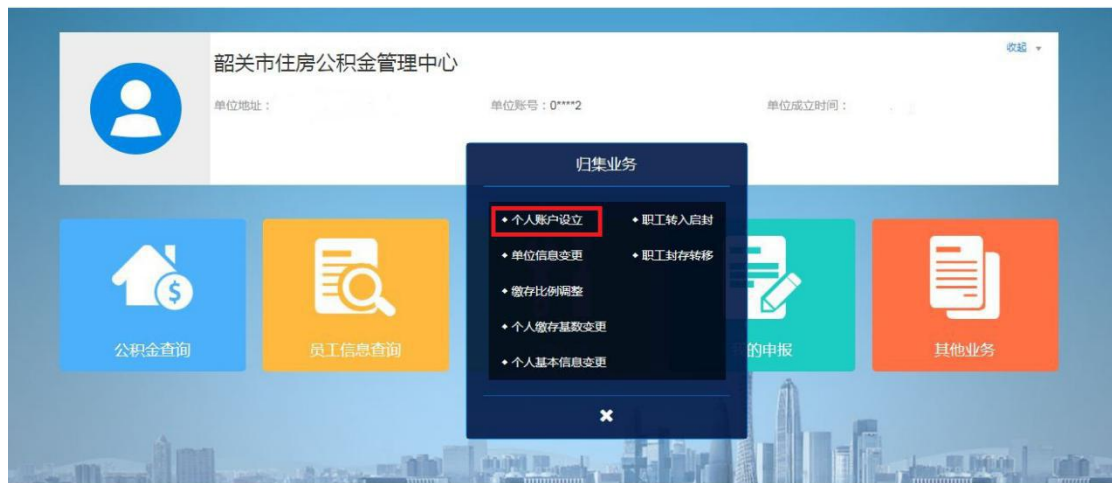 收起
韶关市住房公积金管理中心
单位地址：
单位账号：0****2
单位成立时间：
归集业务
个人账户设立
职工转入启封
单位信息变更
职工封存转移
缴存比例调整
个人缴存基数变更
个人基本信息变更
公积金查询
员工信息查询
的申报
其他业务